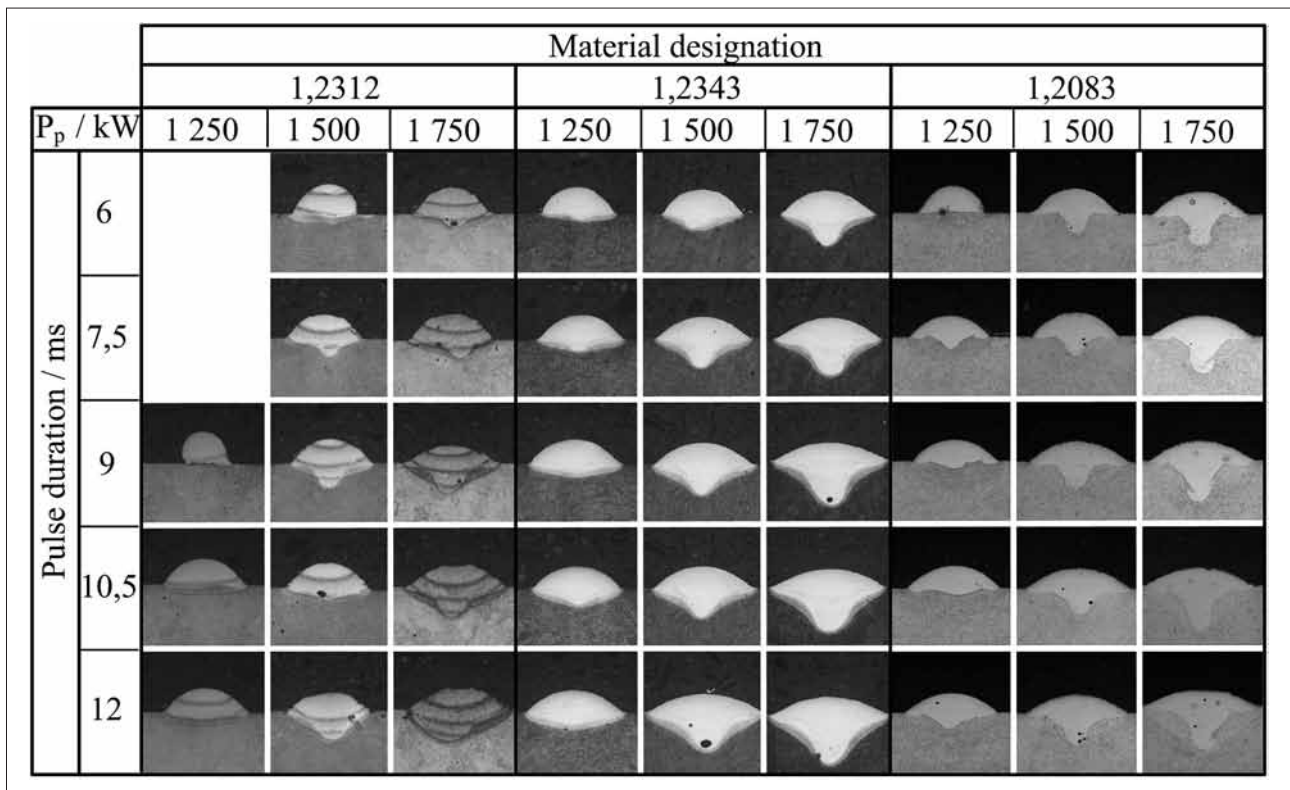 Material designation
1,2312 1,2343 1,2083
Pp / kW 1 250 1 500 1 750 1 250 1 500 1 750 1 250 1 500 1 750
Pulse duration / ms
6
7,5
9
10,5
12